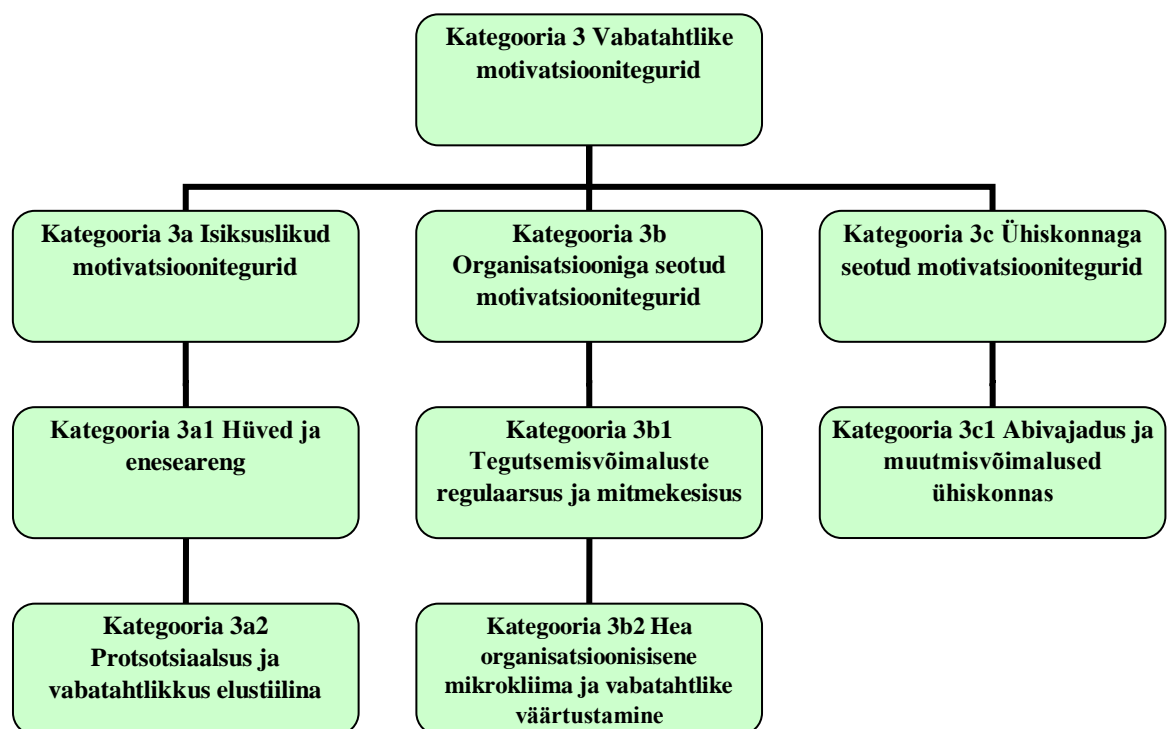 Kategooria 3 Vabatahtlike
motivatsioonitegurid
Kategooria 3a Isiksuslikud
motivatsioonitegurid
Kategooria 3b
Organisatsiooniga seotud
motivatsioonitegurid
Kategooria 3c Ühiskonnaga
seotud motivatsioonitegurid
Kategooria 3a1 Hüved ja
eneseareng
Kategooria 3b1
Tegutsemisvõimaluste
regulaarsus ja mitmekesisus
Kategooria 3c1 Abivajadus ja
muutmisvõimalused
ühiskonnas
Kategooria 3a2
Protsotsiaalsus ja
vabatahtlikkus elustiilina
Kategooria 3b2 Hea
organisatsioonisisene
mikrokliima ja vabatahtlike
väärtustamine